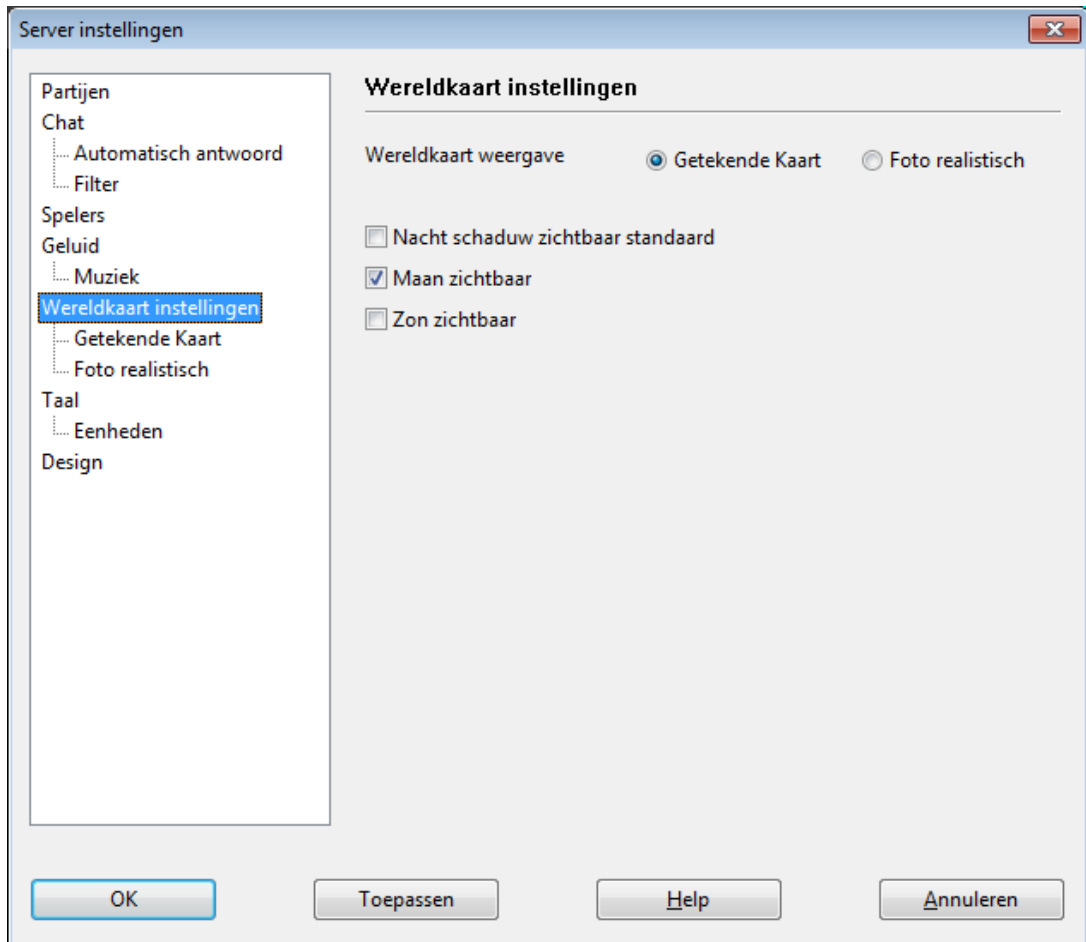 Server instellingen
Partijen
Chat
Automatisch antwoord
Filter
Spelers
Geluid
Muziek
Wereldkaart instellingen
Getekende Kaart
Foto realistisch
Taal
Eenheden
Design
Wereldkaart instellingen
Wereldkaart weergave Getekende Kaart Foto realistisch
Nacht schaduw zichtbaar standaard
Maan zichtbaar
Zon zichtbaar
OK Toepassen Help Annuleren